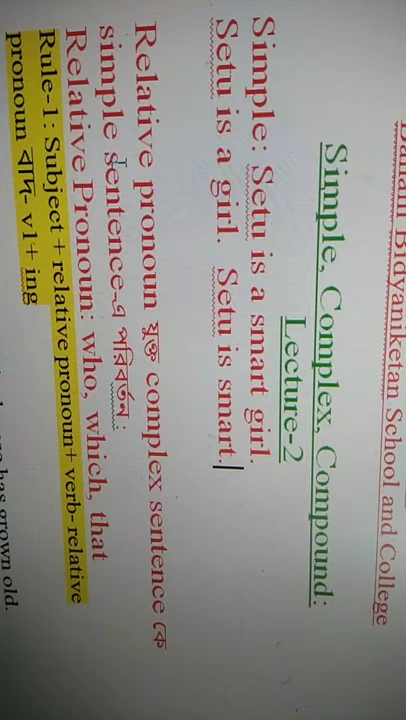 Bidyaniketan School and College
Simple, Complex, Compound:
Lecture-2
Simple: Setu is a smart girl.
Setu is a girl. Setu is smart.
Relative pronoun যুক্ত complex sentence কে
simple sentence-এ পরিবর্তন:
Relative Pronoun: who, which, that
Rule-1: Subject + relative pronoun+ verb- relative
pronoun বাদ- v1+ ing
has grown old.